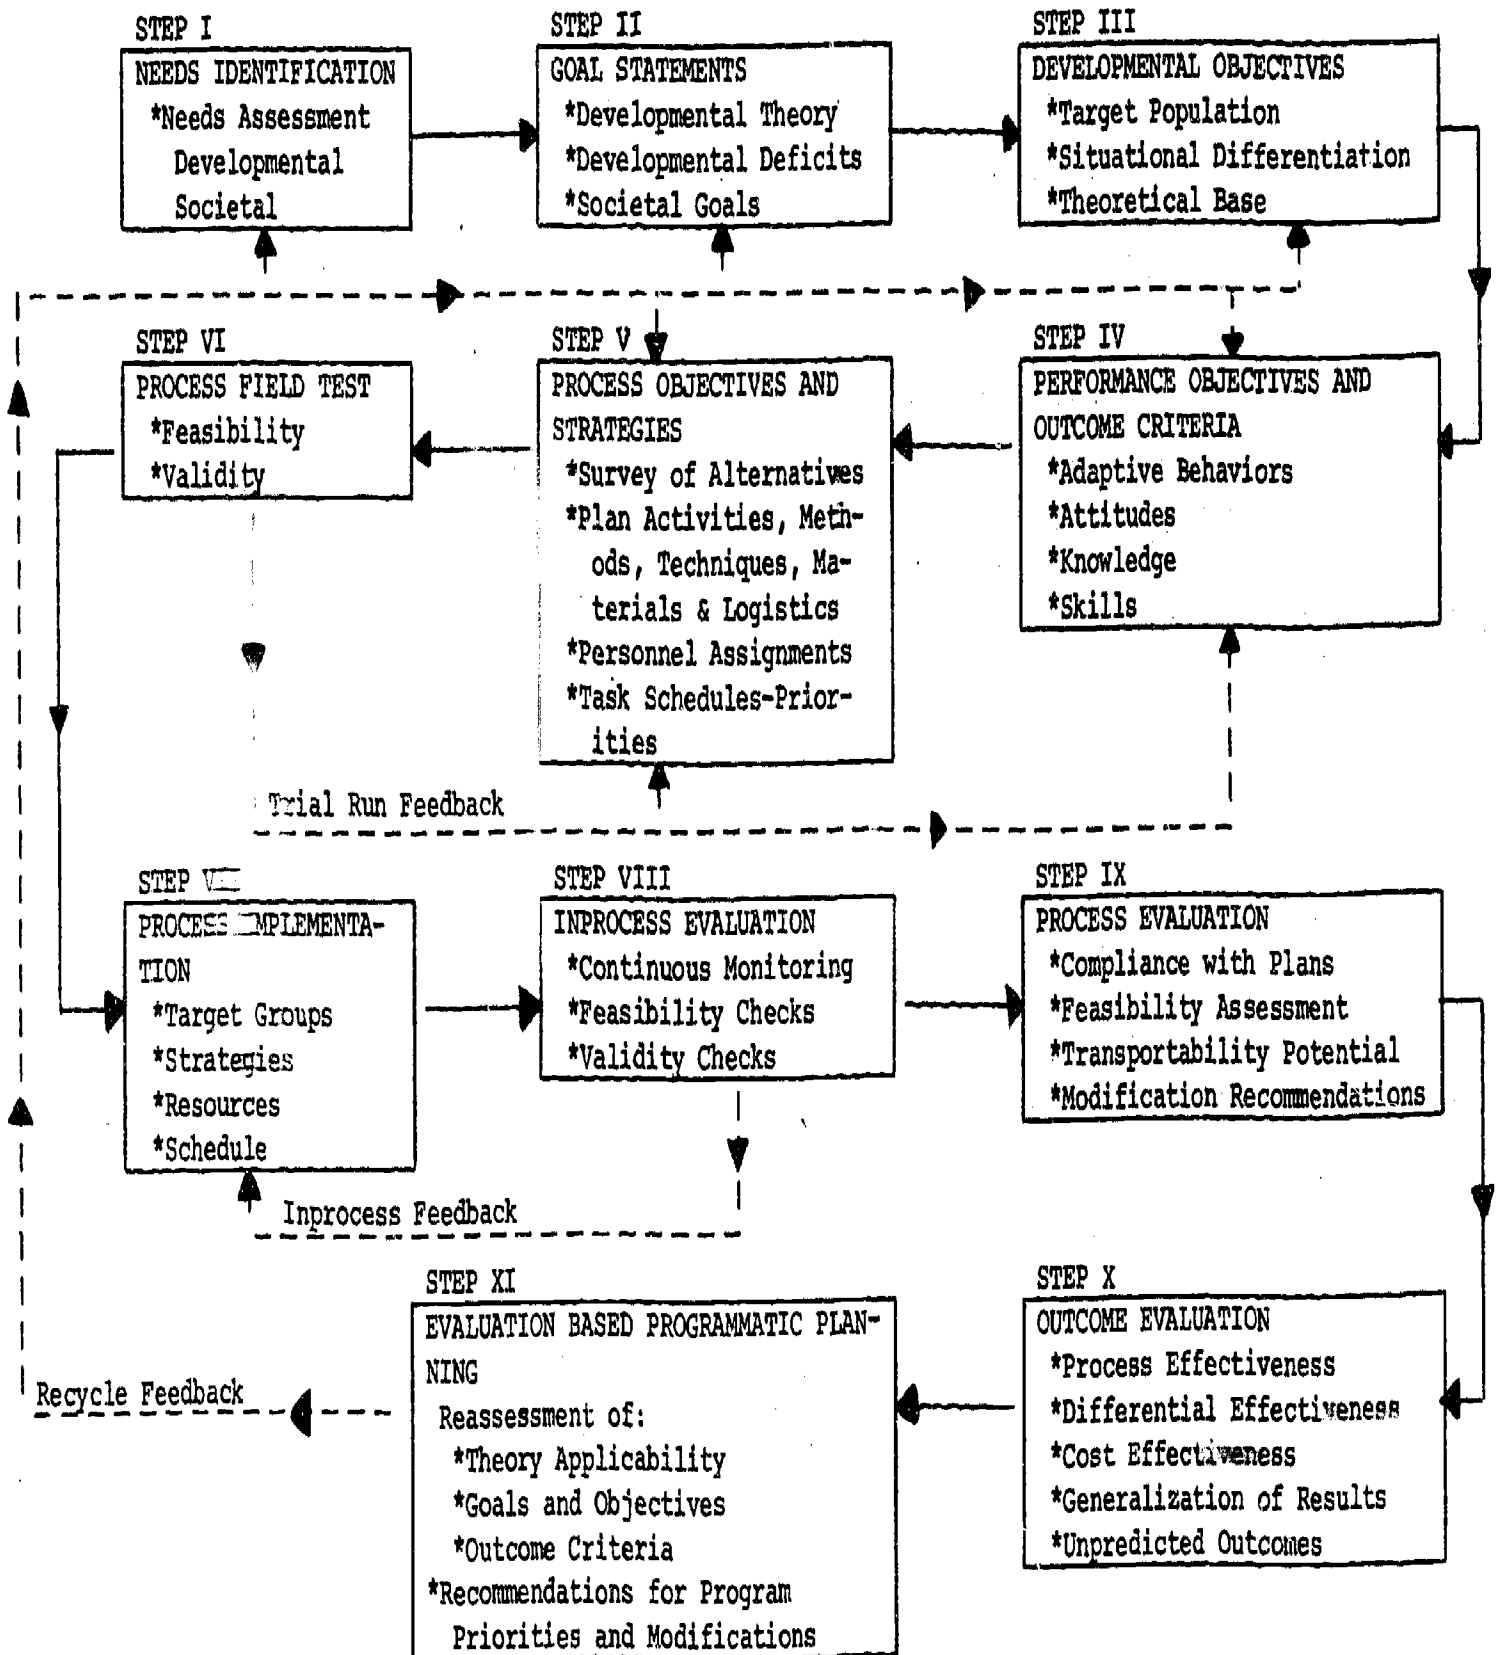 STEP I
NEEDS IDENTIFICATION
*Needs Assessment
Developmental
Societal
STEP II
GOAL STATEMENTS
*Developmental Theory
*Developmental Deficits
*Societal Goals
STEP III
DEVELOPMENTAL OBJECTIVES
*Target Population
*Situational Differentiation
*Theoretical Base
STEP IV
PERFORMANCE OBJECTIVES AND
OUTCOME CRITERIA
*Adaptive Behaviors
*Attitudes
*Knowledge
*Skills
STEP V
PROCESS OBJECTIVES AND
STRATEGIES
*Survey of Alternatives
*Plan Activities, Meth-
ods, Techniques, Ma-
terials & Logistics
*Personnel Assignments
*Task Schedules-Prior-
ities
STEP VI
PROCESS FIELD TEST
*Feasibility
*Validity
Trial Run Feedback
STEP VII
PROCESS IMPLEMENTA-
TION
*Target Groups
*Strategies
*Resources
*Schedule
STEP VIII
INPROCESS EVALUATION
*Continuous Monitoring
*Feasibility Checks
*Validity Checks
Inprocess Feedback
STEP IX
PROCESS EVALUATION
*Compliance with Plans
*Feasibility Assessment
*Transportability Potential
*Modification Recommendations
STEP X
OUTCOME EVALUATION
*Process Effectiveness
*Differential Effectiveness
*Cost Effectiveness
*Generalization of Results
*Unpredicted Outcomes
STEP XI
EVALUATION BASED PROGRAMMATIC PLAN-
NING
Reassessment of:
*Theory Applicability
*Goals and Objectives
*Outcome Criteria
*Recommendations for Program
Priorities and Modifications
Recycle Feedback